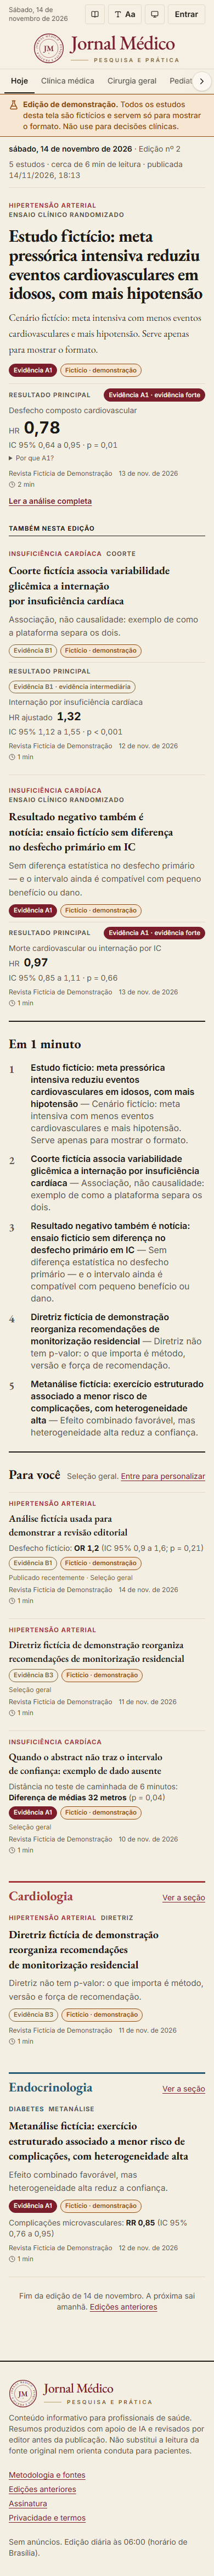 Sábado, 14 de
novembro de 2026
Aa
Entrar
JM
Jornal Médico
PESQUISA E PRÁTICA
Hoje
Clínica médica
Cirurgia geral
Pediat
Edição de demonstração. Todos os estudos
desta tela são fictícios e servem só para mostrar
o formato. Não use para decisões clínicas.
sábado, 14 de novembro de 2026 · Edição nº 2
5 estudos · cerca de 6 min de leitura · publicada
14/11/2026, 18:13
HIPERTENSÃO ARTERIAL
ENSAIO CLÍNICO RANDOMIZADO
Estudo fictício: meta
pressórica intensiva reduziu
eventos cardiovasculares em
idosos, com mais hipotensão
Cenário fictício: meta intensiva com menos eventos
cardiovasculares e mais hipotensão. Serve apenas
para mostrar o formato.
Evidência A1
Fictício · demonstração
RESULTADO PRINCIPAL
Evidência A1 · evidência forte
Desfecho composto cardiovascular
HR 0,78
IC 95% 0,64 a 0,95 · p = 0,01
Por que A1?
Revista Fictícia de Demonstração 13 de nov. de 2026
2 min
Ler a análise completa
TAMBÉM NESTA EDIÇÃO
INSUFICIÊNCIA CARDÍACA COORTE
Coorte fictícia associa variabilidade
glicêmica a internação
por insuficiência cardíaca
Associação, não causalidade: exemplo de como
a plataforma separa os dois.
Evidência B1
Fictício · demonstração
RESULTADO PRINCIPAL
Evidência B1 · evidência intermediária
Internação por insuficiência cardíaca
HR ajustado 1,32
IC 95% 1,12 a 1,55 · p < 0,001
Revista Fictícia de Demonstração 12 de nov. de 2026
1 min
INSUFICIÊNCIA CARDÍACA
ENSAIO CLÍNICO RANDOMIZADO
Resultado negativo também é
notícia: ensaio fictício sem diferença
no desfecho primário em IC
Sem diferença estatística no desfecho primário
— e o intervalo ainda é compatível com pequeno
benefício ou dano.
Evidência A1
Fictício · demonstração
RESULTADO PRINCIPAL
Evidência A1 · evidência forte
Morte cardiovascular ou internação por IC
HR 0,97
IC 95% 0,85 a 1,11 · p = 0,66
Revista Fictícia de Demonstração 13 de nov. de 2026
1 min
Em 1 minuto
1 Estudo fictício: meta pressórica
intensiva reduziu eventos
cardiovasculares em idosos, com mais
hipotensão — Cenário fictício: meta
intensiva com menos eventos
cardiovasculares e mais hipotensão.
Serve apenas para mostrar o formato.
2 Coorte fictícia associa variabilidade
glicêmica a internação por insuficiência
cardíaca — Associação, não causalidade:
exemplo de como a plataforma separa os
dois.
3 Resultado negativo também é notícia:
ensaio fictício sem diferença no
desfecho primário em IC — Sem
diferença estatística no desfecho
primário — e o intervalo ainda é
compatível com pequeno benefício ou
dano.
4 Diretriz fictícia de demonstração
reorganiza recomendações de
monitorização residencial — Diretriz não
tem p-valor: o que importa é método,
versão e força de recomendação.
5 Metanálise fictícia: exercício estruturado
associado a menor risco de
complicações, com heterogeneidade
alta — Efeito combinado favorável, mas
heterogeneidade alta reduz a confiança.
Para você
Seleção geral. Entre para personalizar
HIPERTENSÃO ARTERIAL
Análise fictícia usada para
demonstrar a revisão editorial
Desfecho fictício: OR 1,2 (IC 95% 0,9 a 1,6; p = 0,21)
Evidência B1
Fictício · demonstração
Publicado recentemente · Seleção geral
Revista Fictícia de Demonstração 14 de nov. de 2026
1 min
HIPERTENSÃO ARTERIAL
Diretriz fictícia de demonstração reorganiza
recomendações de monitorização residencial
Evidência B3
Fictício · demonstração
Seleção geral
Revista Fictícia de Demonstração 11 de nov. de 2026
1 min
INSUFICIÊNCIA CARDÍACA
Quando o abstract não traz o intervalo
de confiança: exemplo de dado ausente
Distância no teste de caminhada de 6 minutos:
Diferença de médias 32 metros (p = 0,04)
Evidência A1
Fictício · demonstração
Seleção geral
Revista Fictícia de Demonstração 10 de nov. de 2026
1 min
Cardiologia
Ver a seção
HIPERTENSÃO ARTERIAL DIRETRIZ
Diretriz fictícia de demonstração
reorganiza recomendações
de monitorização residencial
Diretriz não tem p-valor: o que importa é método,
versão e força de recomendação.
Evidência B3
Fictício · demonstração
Revista Fictícia de Demonstração 11 de nov. de 2026
1 min
Endocrinologia
Ver a seção
DIABETES METANÁLISE
Metanálise fictícia: exercício
estruturado associado a menor risco de
complicações, com heterogeneidade alta
Efeito combinado favorável, mas
heterogeneidade alta reduz a confiança.
Evidência A1
Fictício · demonstração
Complicações microvasculares: RR 0,85 (IC 95%
0,76 a 0,95)
Revista Fictícia de Demonstração 12 de nov. de 2026
1 min
Fim da edição de 14 de novembro. A próxima sai
amanhã. Edições anteriores
JM
Jornal Médico
PESQUISA E PRÁTICA
Conteúdo informativo para profissionais de saúde.
Resumos produzidos com apoio de IA e revisados por
editor antes da publicação. Não substitui a leitura da
fonte original nem orienta conduta para pacientes.
Metodologia e fontes
Edições anteriores
Assinatura
Privacidade e termos
Sem anúncios. Edição diária às 06:00 (horário de
Brasília).